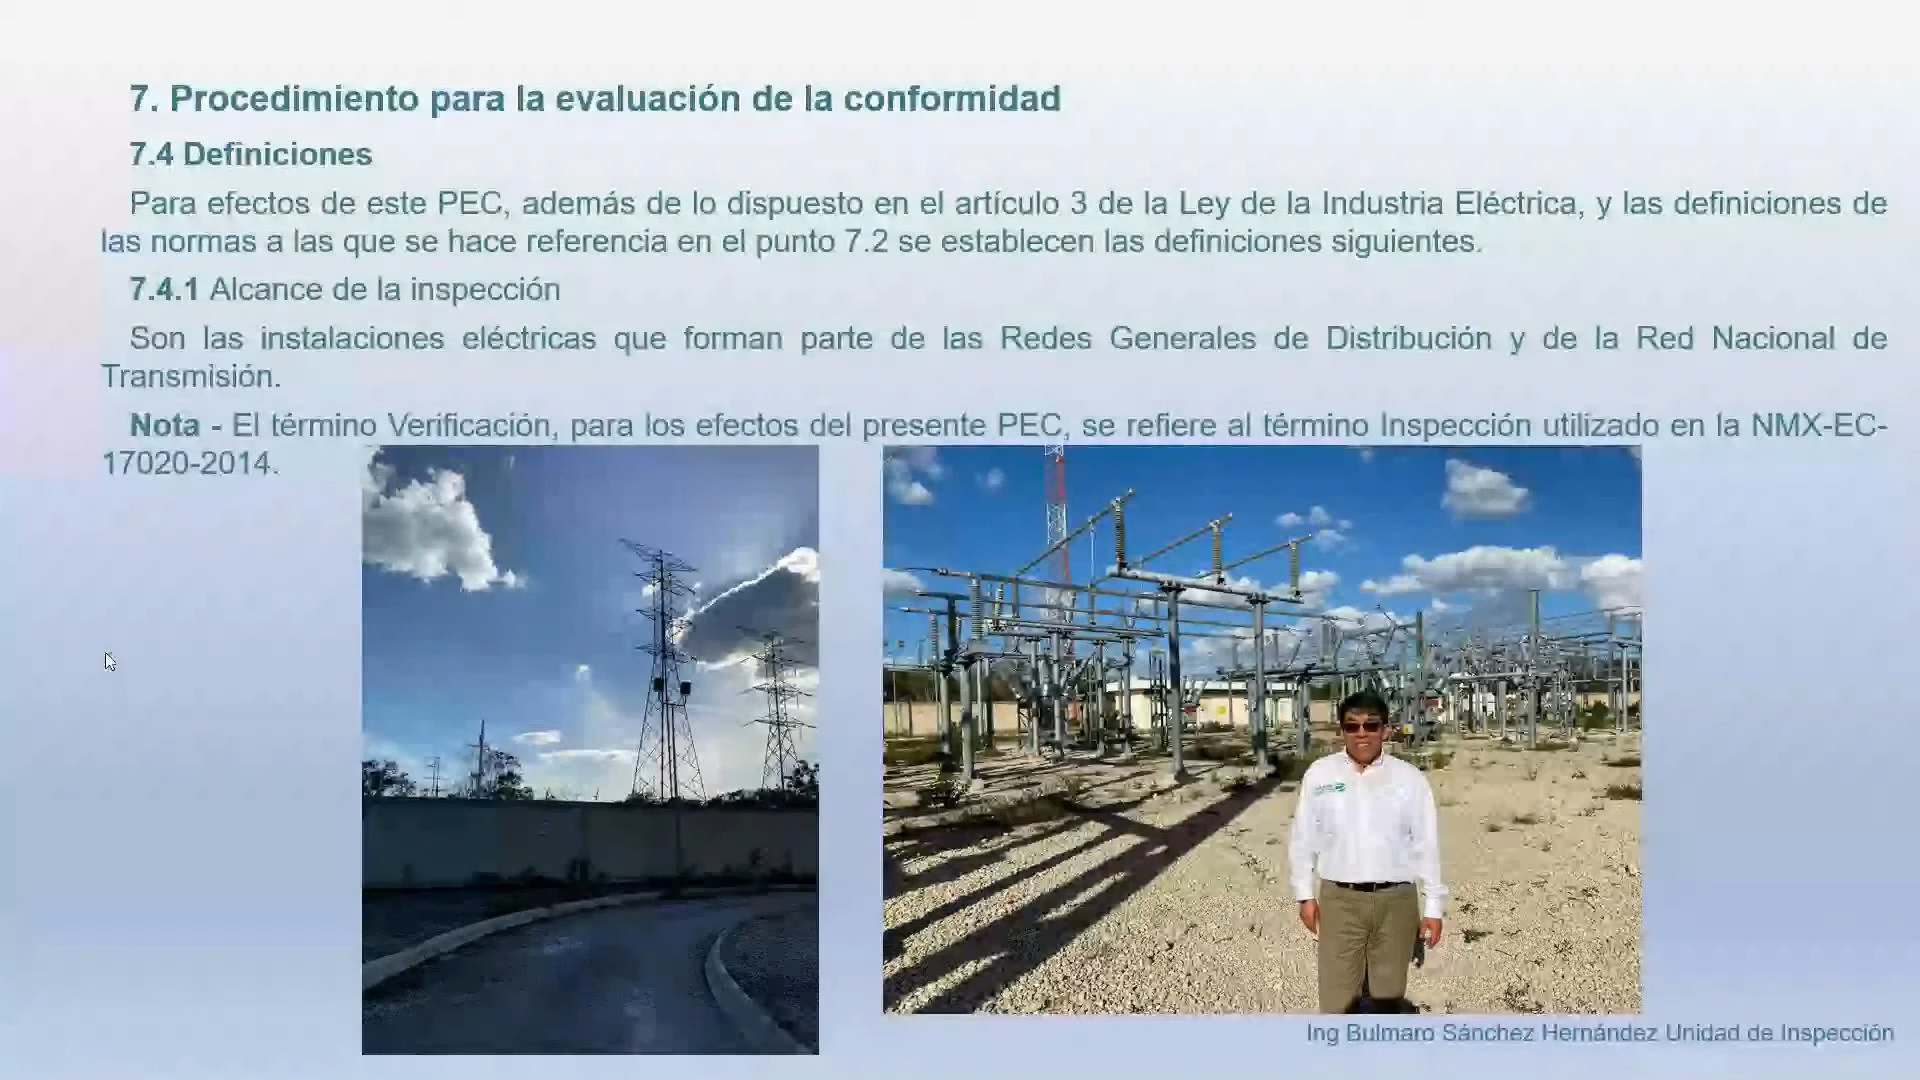 7. Procedimiento para la evaluación de la conformidad
7.4 Definiciones
Para efectos de este PEC, además de lo dispuesto en el artículo 3 de la Ley de la Industria Eléctrica, y las definiciones de
las normas a las que se hace referencia en el punto 7.2 se establecen las definiciones siguientes.
7.4.1 Alcance de la inspección
Son las instalaciones eléctricas que forman parte de las Redes Generales de Distribución y de la Red Nacional de
Transmisión.
Nota - El término Verificación, para los efectos del presente PEC, se refiere al término Inspección utilizado en la NMX-EC-
17020-2014.
Ing Bulmaro Sánchez Hernández Unidad de Inspección